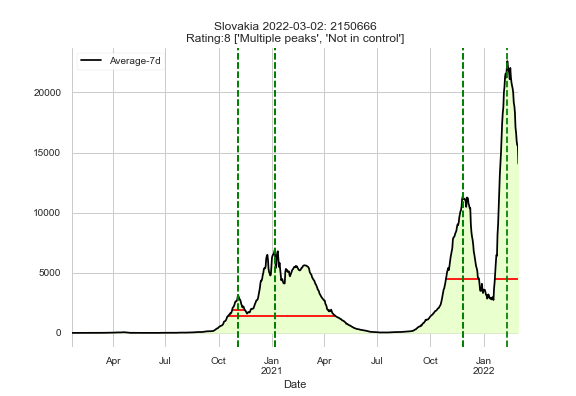 Slovakia 2022-03-02: 2150666
Rating:8 ['Multiple peaks', 'Not in control']
Average-7d
20000
15000
10000
5000
0
Apr Jul Oct Jan Apr Jul Oct Jan
2021 2022
Date